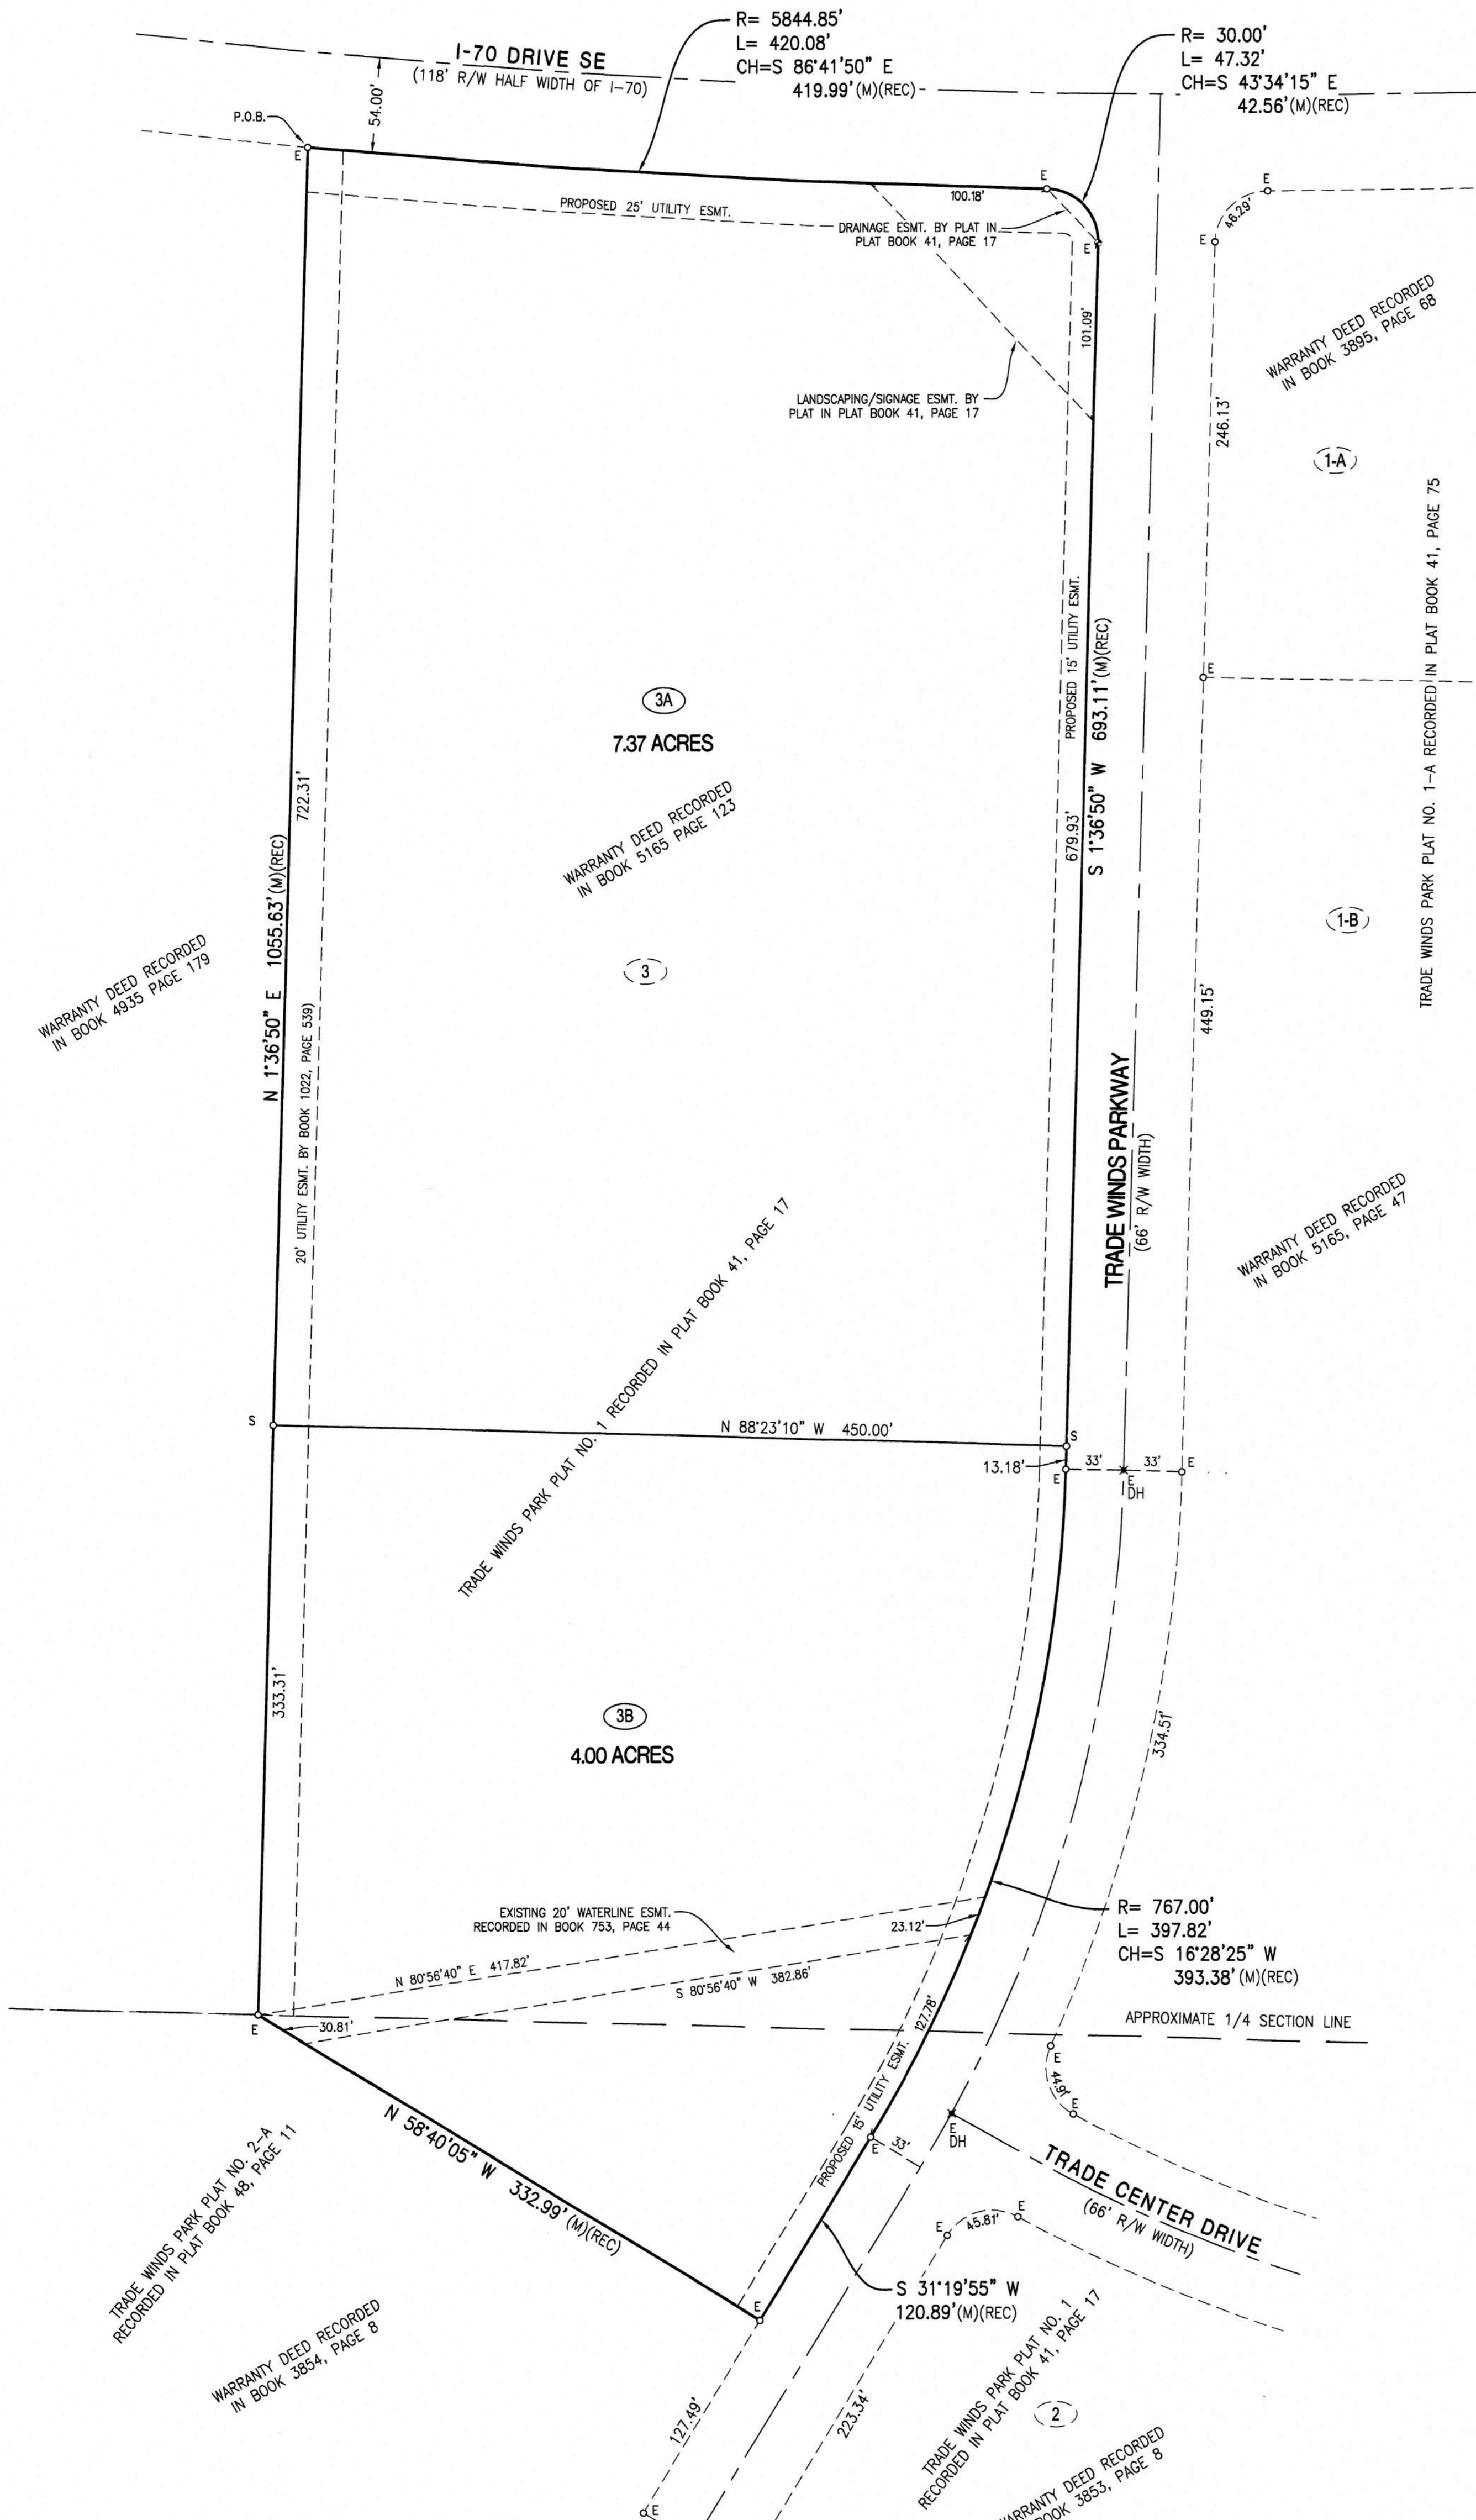 R= 5844.85'
L= 420.08'
CH=S 86°41'50" E
419.99'(M)(REC)
R= 30.00'
L= 47.32'
CH=S 43°34'15" E
42.56'(M)(REC)
I-70 DRIVE SE
(118' R/W HALF WIDTH OF I-70)
54.00'
P.O.B.
E
E
E
100.18'
PROPOSED 25' UTILITY ESMT.
46.29'
DRAINAGE ESMT. BY PLAT IN
PLAT BOOK 41, PAGE 17
E
E
101.09'
WARRANTY DEED RECORDED
IN BOOK 3895, PAGE 68
LANDSCAPING/SIGNAGE ESMT. BY
PLAT IN PLAT BOOK 41, PAGE 17
246.13'
1-A
TRADE WINDS PARK PLAT NO. 1-A RECORDED IN PLAT BOOK 41, PAGE 75
PROPOSED 15' UTILITY ESMT.
E
3A
7.37 ACRES
S 1°36'50" W 693.11'(M)(REC)
679.93'
722.31'
WARRANTY DEED RECORDED
IN BOOK 5165 PAGE 123
N 1°36'50" E 1055.63'(M)(REC)
1-B
WARRANTY DEED RECORDED
IN BOOK 4935 PAGE 179
3
449.15'
20' UTILITY ESMT. BY BOOK 1022, PAGE 539)
TRADE WINDS PARKWAY
(66' R/W WIDTH)
WARRANTY DEED RECORDED
IN BOOK 5165, PAGE 47
TRADE WINDS PARK PLAT NO. 1 RECORDED IN PLAT BOOK 41, PAGE 17
S
N 88°23'10" W 450.00'
S
13.18'
33'
33'
E
E
E
DH
333.31'
3B
4.00 ACRES
334.51'
EXISTING 20' WATERLINE ESMT.
RECORDED IN BOOK 753, PAGE 44
23.12'
R= 767.00'
L= 397.82'
CH=S 16°28'25" W
393.38'(M)(REC)
N 80°56'40" E 417.82'
S 80°56'40" W 382.86'
APPROXIMATE 1/4 SECTION LINE
E
30.81'
127.78'
PROPOSED 15' UTILITY ESMT.
E
44.91'
E
E
DH
E
33'
N 58°40'05" W 332.99'(M)(REC)
TRADE CENTER DRIVE
(66' R/W WIDTH)
TRADE WINDS PARK PLAT NO. 2-A
RECORDED IN PLAT BOOK 48, PAGE 11
E
45.81'
E
S 31°19'55" W
120.89'(M)(REC)
E
WARRANTY DEED RECORDED
IN BOOK 3854, PAGE 8
TRADE WINDS PARK PLAT NO. 1
RECORDED IN PLAT BOOK 41, PAGE 17
127.49'
223.34'
2
E
WARRANTY DEED RECORDED
BOOK 3853, PAGE 8